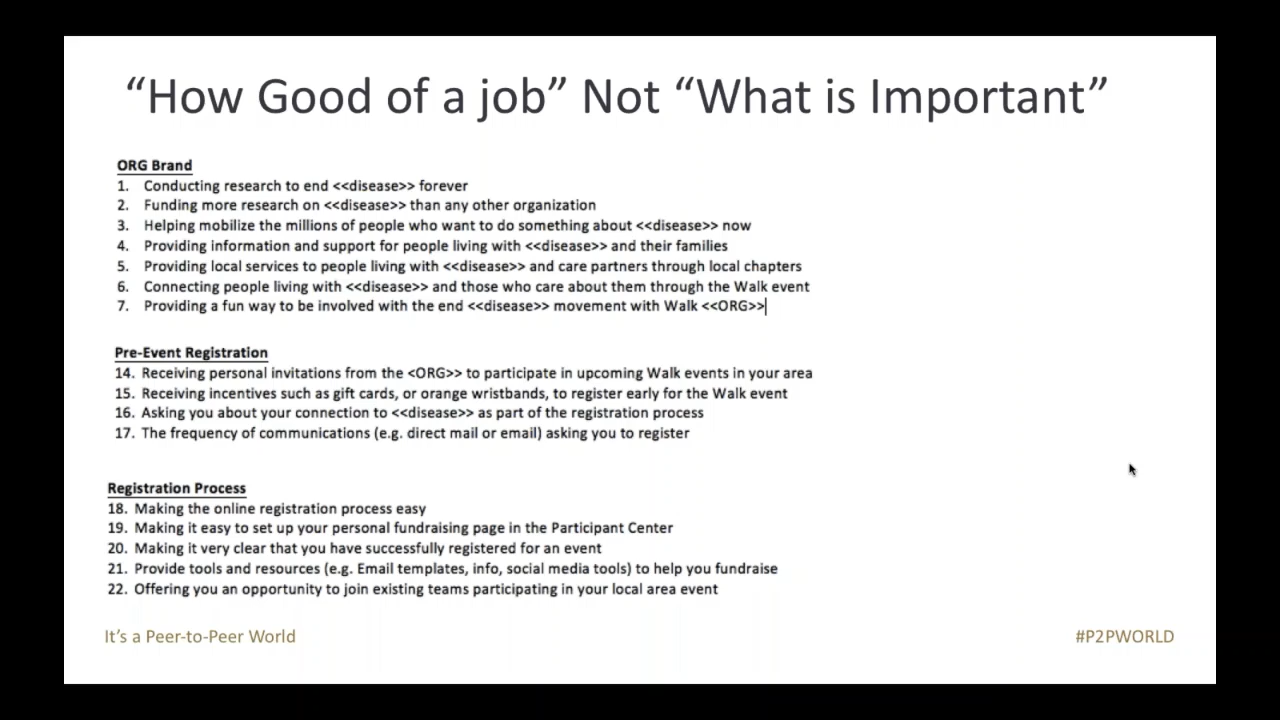 “How Good of a job” Not “What is Important”
ORG Brand
1. Conducting research to end <<disease>> forever
2. Funding more research on <<disease>> than any other organization
3. Helping mobilize the millions of people who want to do something about <<disease>> now
4. Providing information and support for people living with <<disease>> and their families
5. Providing local services to people living with <<disease>> and care partners through local chapters
6. Connecting people living with <<disease>> and those who care about them through the Walk event
7. Providing a fun way to be involved with the end <<disease>> movement with Walk <<ORG>>
Pre-Event Registration
14. Receiving personal invitations from the <ORG>> to participate in upcoming Walk events in your area
15. Receiving incentives such as gift cards, or orange wristbands, to register early for the Walk event
16. Asking you about your connection to <<disease>> as part of the registration process
17. The frequency of communications (e.g. direct mail or email) asking you to register
Registration Process
18. Making the online registration process easy
19. Making it easy to set up your personal fundraising page in the Participant Center
20. Making it very clear that you have successfully registered for an event
21. Provide tools and resources (e.g. Email templates, info, social media tools) to help you fundraise
22. Offering you an opportunity to join existing teams participating in your local area event
It’s a Peer-to-Peer World
#P2PWORLD